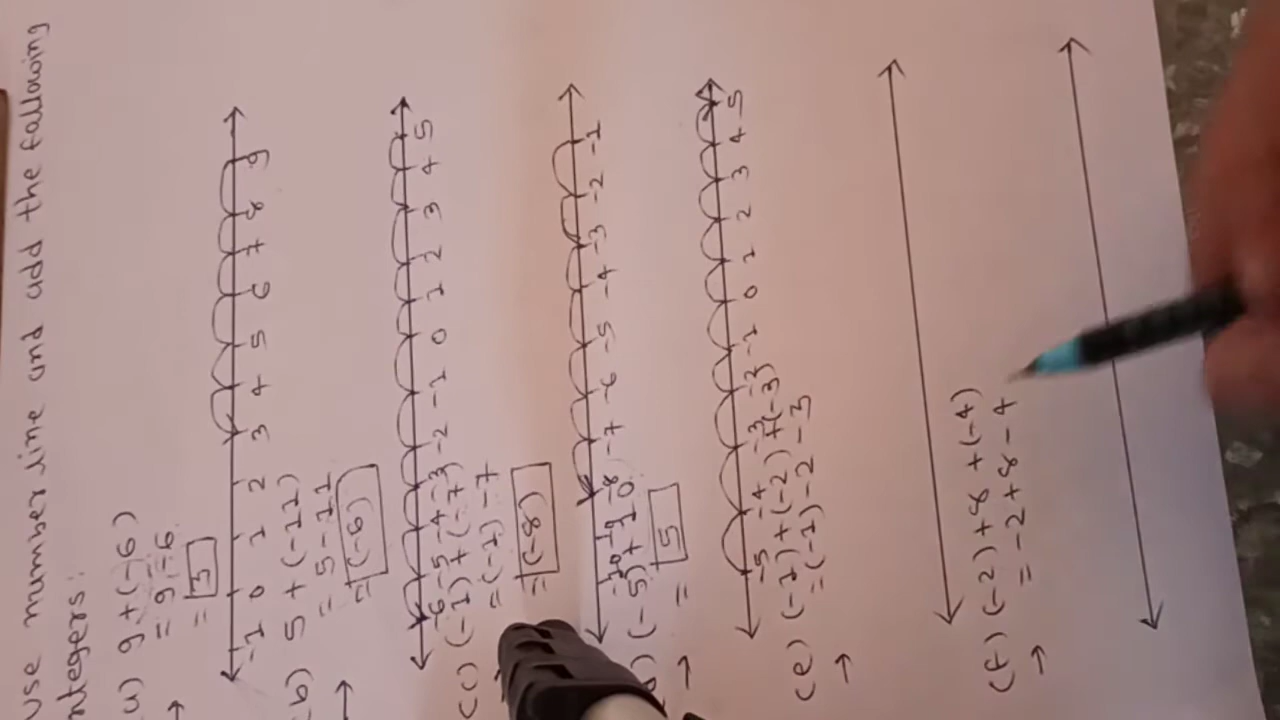 Use number line and add the following
integers:
(a) 9 + (-6)
→ = 9 - 6
= 3
-1 0 1 2 3 4 5 6 7 8 9
(b) 5 + (-11)
→ = 5 - 11
= (-6)
-6 -5 -4 -3 -2 -1 0 1 2 3 4 5
(c) (-1) + (-7)
= (-1) - 7
= (-8)
-10 -9 -8 -7 -6 -5 -4 -3 -2 -1
(-5) + 10
→ = 5
-5 -4 -3 -2 -1 0 1 2 3 4 5
(e) (-1) + (-2) + (-3)
→ = (-1) - 2 - 3
(f) (-2) + 8 + (-4)
→ = -2 + 8 - 4